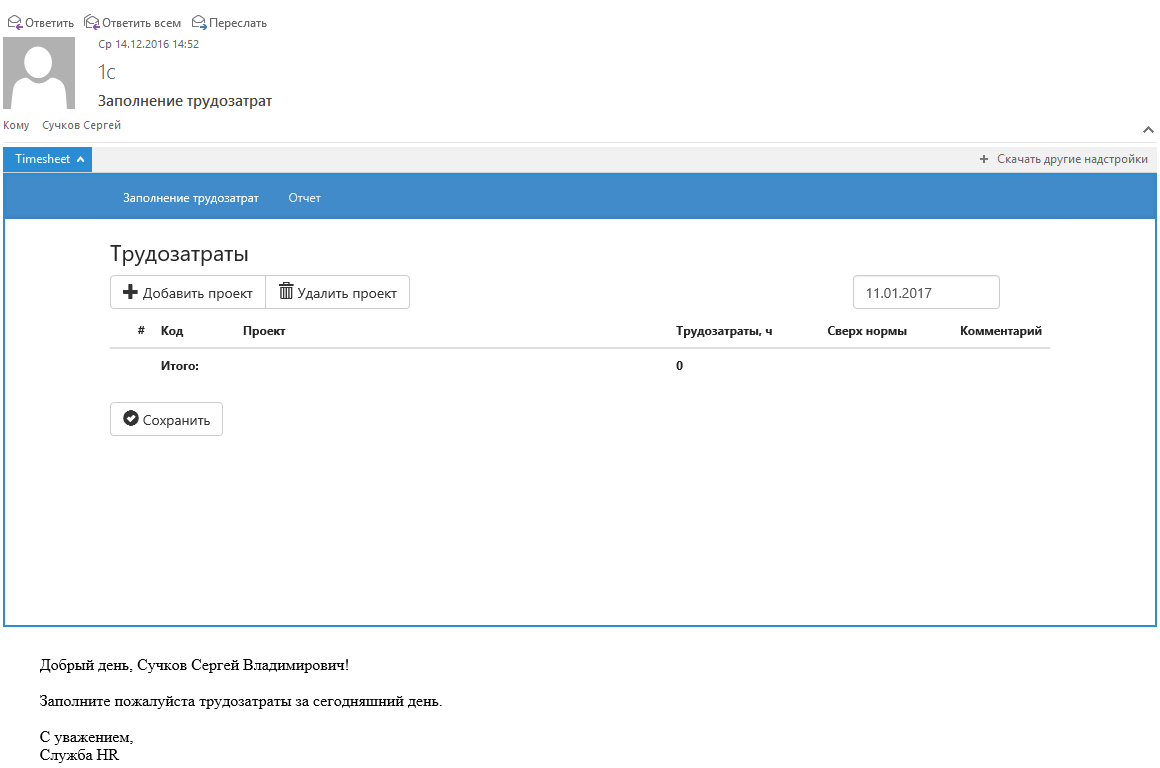 Ответить Ответить всем Переслать
Ср 14.12.2016 14:52
1c
Заполнение трудозатрат
Кому Сучков Сергей
Timesheet + Скачать другие надстройки
Заполнение трудозатрат Отчет
Трудозатраты
Добавить проект Удалить проект 11.01.2017
# Код Проект Трудозатраты, ч Сверх нормы Комментарий
Итого: 0
Сохранить
Добрый день, Сучков Сергей Владимирович!
Заполните пожалуйста трудозатраты за сегодняшний день.
С уважением,
Служба HR